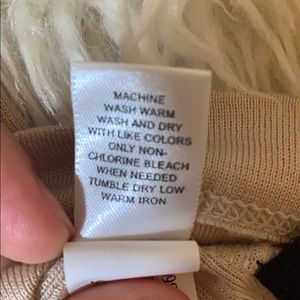 MACHINE
WASH WARM
WASH AND DRY
WITH LIKE COLORS
ONLY NON-
CHLORINE BLEACH
WHEN NEEDED
TUMBLE DRY LOW
WARM IRON